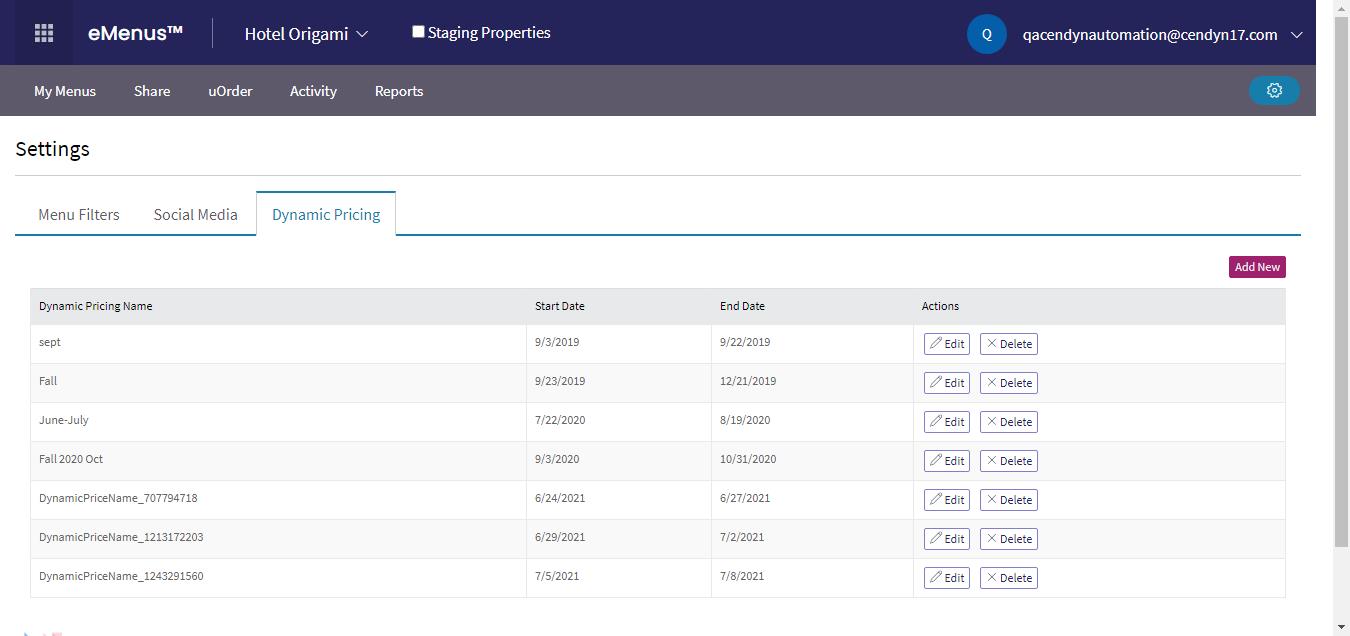 eMenus™ Hotel Origami Staging Properties Q qacendynautomation@cendyn17.com
My Menus Share uOrder Activity Reports
Settings
Menu Filters Social Media Dynamic Pricing
Add New
Dynamic Pricing Name Start Date End Date Actions
sept 9/3/2019 9/22/2019 Edit Delete
Fall 9/23/2019 12/21/2019 Edit Delete
June-July 7/22/2020 8/19/2020 Edit Delete
Fall 2020 Oct 9/3/2020 10/31/2020 Edit Delete
DynamicPriceName_707794718 6/24/2021 6/27/2021 Edit Delete
DynamicPriceName_1213172203 6/29/2021 7/2/2021 Edit Delete
DynamicPriceName_1243291560 7/5/2021 7/8/2021 Edit Delete